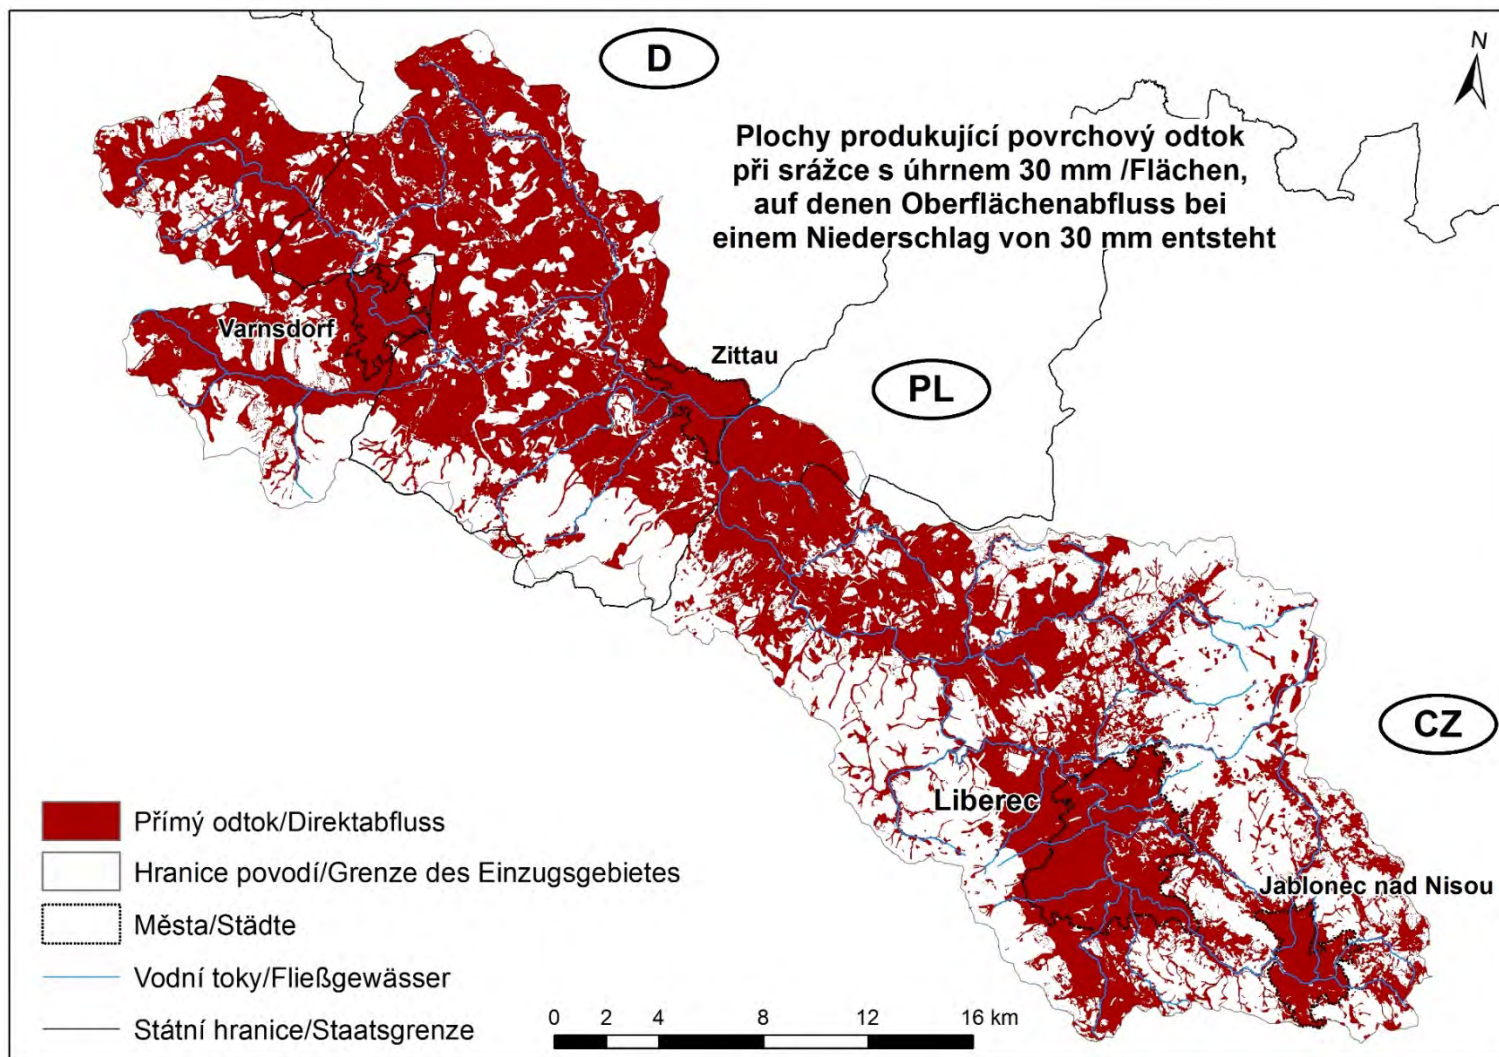 D
N
Plochy produkující povrchový odtok
při srážce s úhrnem 30 mm /Flächen,
auf denen Oberflächenabfluss bei
einem Niederschlag von 30 mm entsteht
Varnsdorf
Zittau
PL
CZ
Liberec
Jablonec nad Nisou
Přímý odtok/Direktabfluss
Hranice povodí/Grenze des Einzugsgebietes
Města/Städte
Vodní toky/Fließgewässer
Státní hranice/Staatsgrenze
0 2 4 8 12 16 km